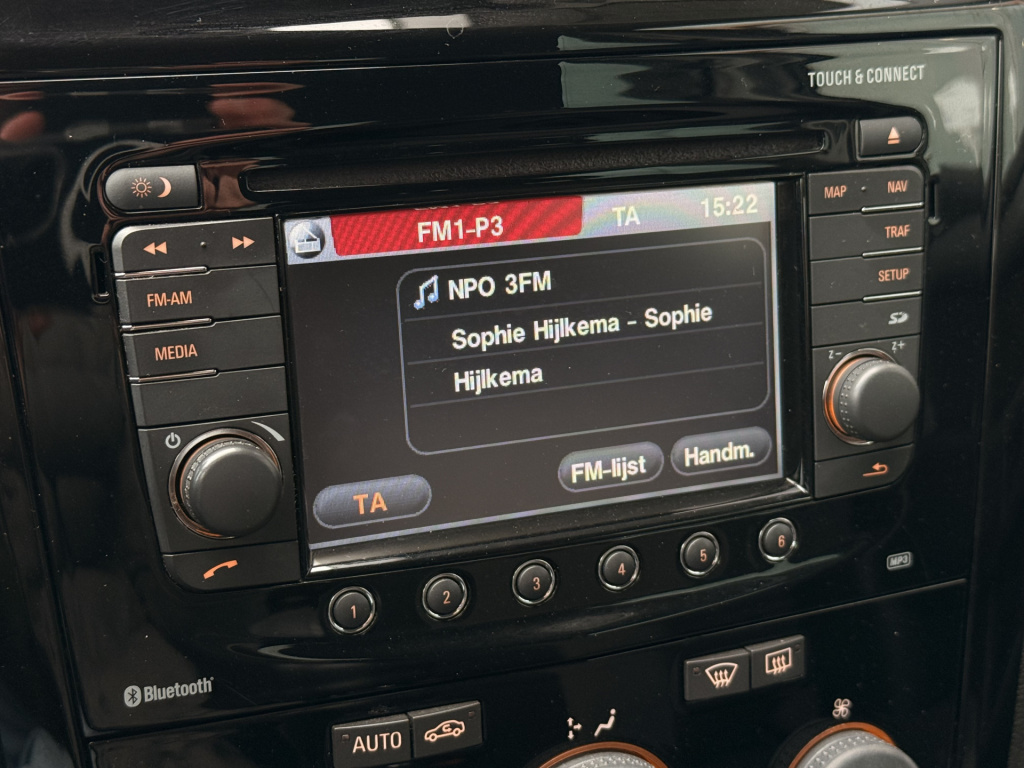 TOUCH & CONNECT
MAP NAV
FM1-P3 TA 15:22
TRAF
NPO 3FM
FM-AM
SETUP
Sophie Hijlkema - Sophie
MEDIA
Hijlkema
z- z+
FM-lijst Handm.
TA
1 2 3 4 5 6
MP3
Bluetooth®
AUTO